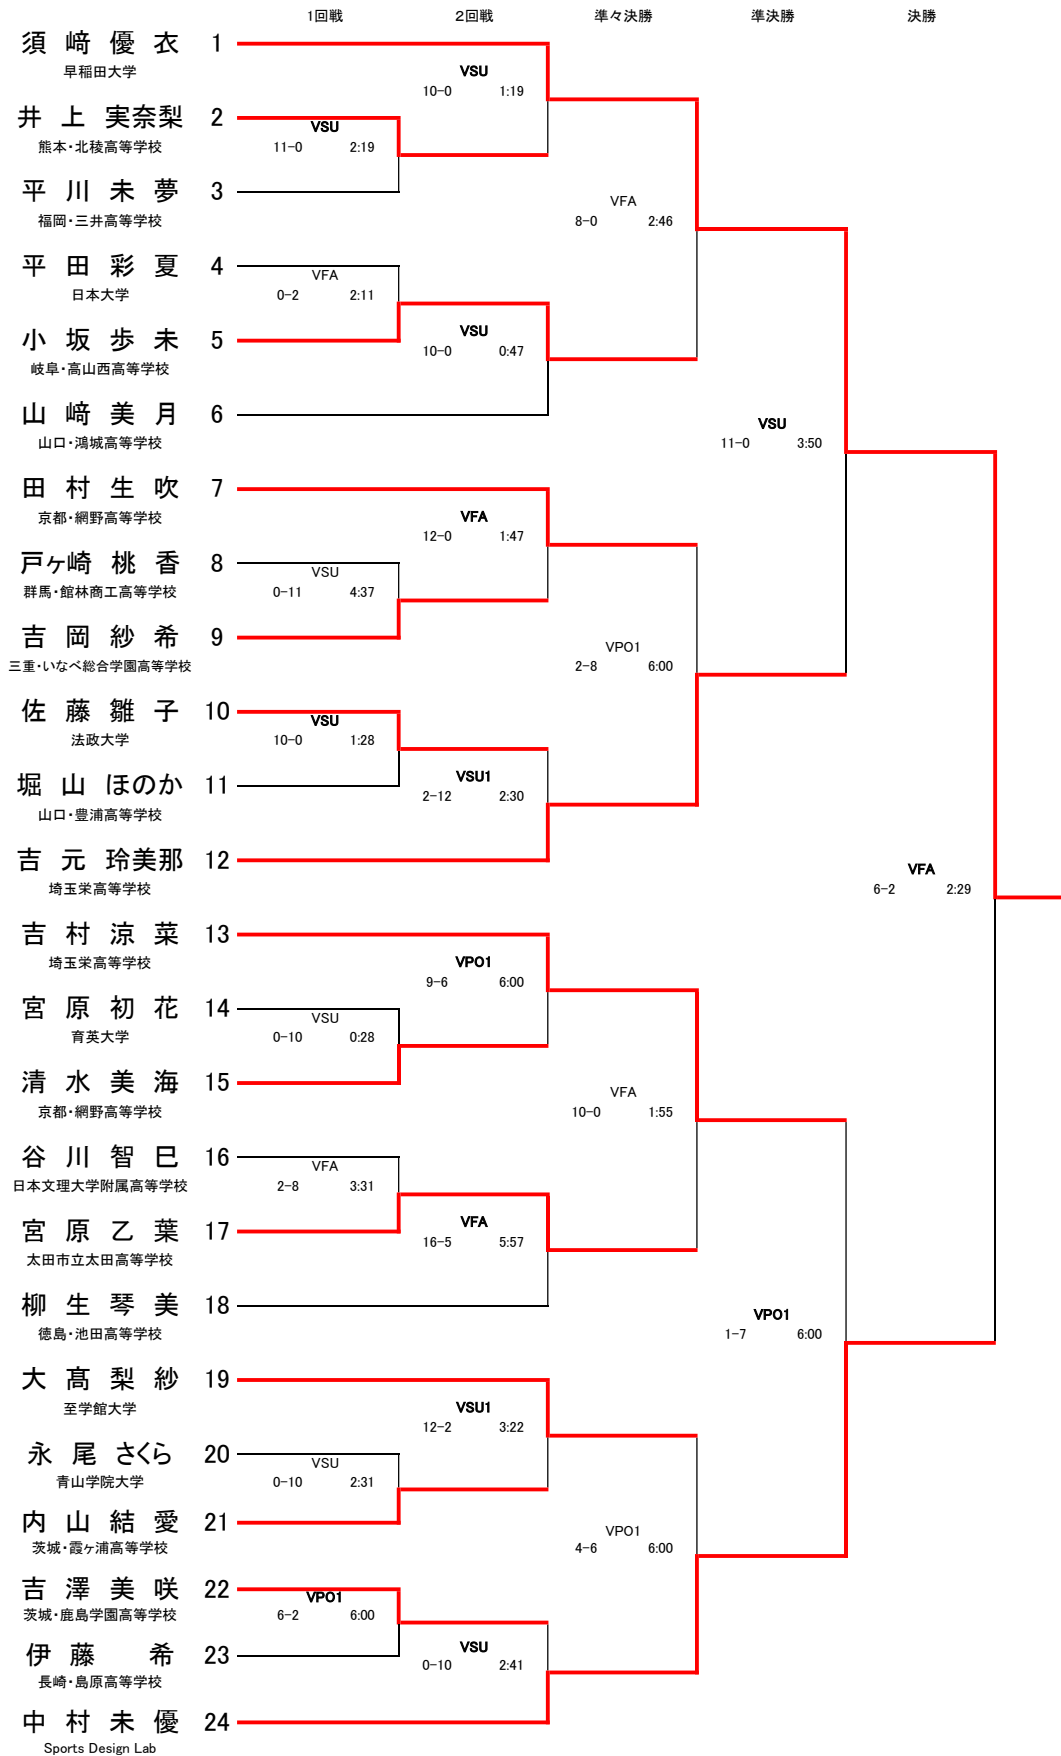 1回戦 2回戦 準々決勝 準決勝 決勝
須﨑優衣 1
早稲田大学
VSU
10-0 1:19
井上 実奈梨 2
熊本・北稜高等学校
VSU
11-0 2:19
平川未夢 3
福岡・三井高等学校
VFA
8-0 2:46
平田彩夏 4
日本大学
VFA
0-2 2:11
小坂歩未 5
岐阜・高山西高等学校
VSU
10-0 0:47
山﨑美月 6
山口・鴻城高等学校
VSU
11-0 3:50
田村生吹 7
京都・網野高等学校
VFA
12-0 1:47
戸ヶ崎 桃香 8
群馬・館林商工高等学校
VSU
0-11 4:37
吉岡紗希 9
三重・いなべ総合学園高等学校
VPO1
2-8 6:00
佐藤雛子 10
法政大学
VSU
10-0 1:28
堀山 ほのか 11
山口・豊浦高等学校
VSU1
2-12 2:30
吉元 玲美那 12
埼玉栄高等学校
VFA
6-2 2:29
吉村涼菜 13
埼玉栄高等学校
VPO1
9-6 6:00
宮原初花 14
育英大学
VSU
0-10 0:28
清水美海 15
京都・網野高等学校
VFA
10-0 1:55
谷川智巳 16
日本文理大学附属高等学校
VFA
2-8 3:31
宮原乙葉 17
太田市立太田高等学校
VFA
16-5 5:57
柳生琴美 18
徳島・池田高等学校
VPO1
1-7 6:00
大髙梨紗 19
至学館大学
VSU1
12-2 3:22
永尾 さくら 20
青山学院大学
VSU
0-10 2:31
内山結愛 21
茨城・霞ヶ浦高等学校
VPO1
4-6 6:00
吉澤美咲 22
茨城・鹿島学園高等学校
VPO1
6-2 6:00
伊藤 希 23
長崎・島原高等学校
VSU
0-10 2:41
中村未優 24
Sports Design Lab